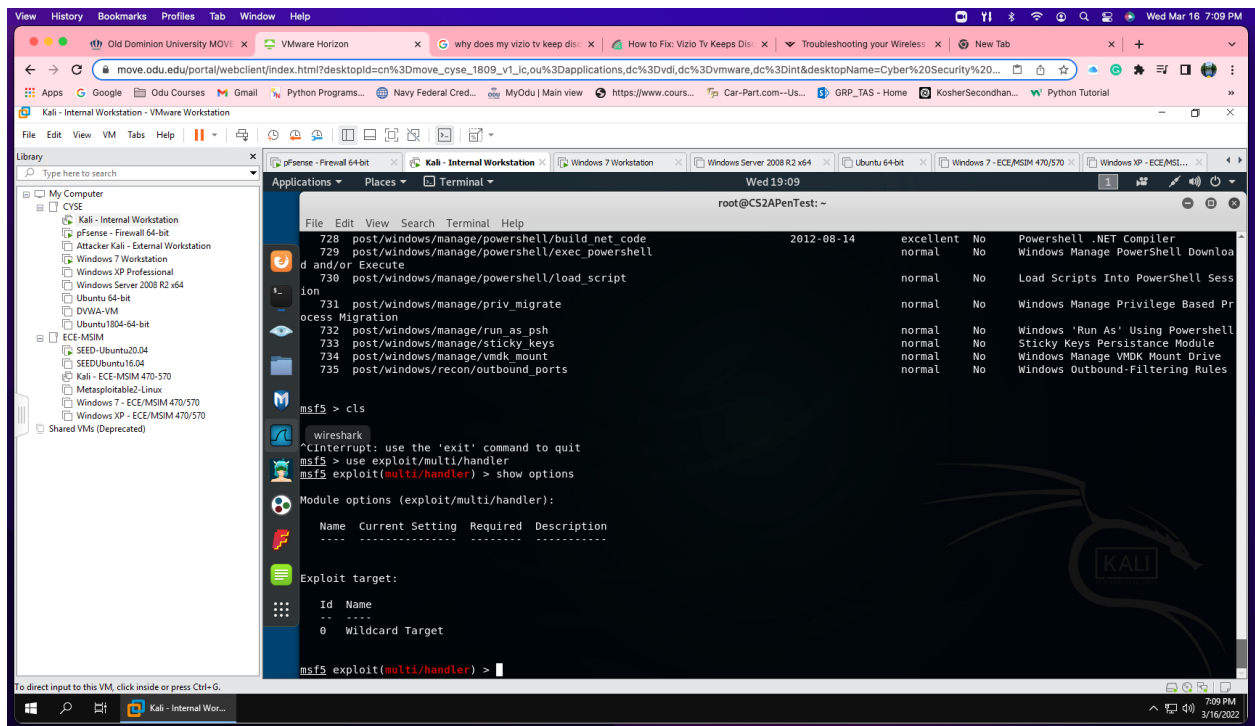 View History Bookmarks Profiles Tab Window Help Wed Mar 16 7:09 PM
Old Dominion University MOVE VMware Horizon why does my vizio tv keep disc How to Fix: Vizio Tv Keeps Disc Troubleshooting your Wireless New Tab
move.odu.edu/portal/webclient/index.html?desktopId=cn%3Dmove_cyse_1809_v1_ic,ou%3Dapplications,dc%3Dvdi,dc%3Dvmware,dc%3Dint&desktopName=Cyber%20Security%20...
Apps Google Odu Courses Gmail Python Programs... Navy Federal Cred... MyOdu | Main view https://www.cours... Car-Part.com--Us... GRP_TAS - Home KosherSecondhan... Python Tutorial »
Kali - Internal Workstation - VMware Workstation
File Edit View VM Tabs Help
Library
Type here to search
My Computer
CYSE
Kali - Internal Workstation
pFsense - Firewall 64-bit
Attacker Kali - External Workstation
Windows 7 Workstation
Windows XP Professional
Windows Server 2008 R2 x64
Ubuntu 64-bit
DVWA-VM
Ubuntu1804-64-bit
ECE-MSIM
SEED-Ubuntu20.04
SEEDUbuntu16.04
Kali - ECE-MSIM 470-570
Metasploitable2-Linux
Windows 7 - ECE/MSIM 470/570
Windows XP - ECE/MSIM 470/570
Shared VMs (Deprecated)
pFsense - Firewall 64-bit Kali - Internal Workstation Windows 7 Workstation Windows Server 2008 R2 x64 Ubuntu 64-bit Windows 7 - ECE/MSIM 470/570 Windows XP - ECE/MSI...
Applications Places Terminal Wed 19:09 1
root@CS2APenTest: ~
File Edit View Search Terminal Help
728 post/windows/manage/powershell/build_net_code 2012-08-14 excellent No Powershell .NET Compiler
729 post/windows/manage/powershell/exec_powershell normal No Windows Manage PowerShell Downloa
d and/or Execute
730 post/windows/manage/powershell/load_script normal No Load Scripts Into PowerShell Sess
ion
731 post/windows/manage/priv_migrate normal No Windows Manage Privilege Based Pr
ocess Migration
732 post/windows/manage/run_as_psh normal No Windows 'Run As' Using Powershell
733 post/windows/manage/sticky_keys normal No Sticky Keys Persistance Module
734 post/windows/manage/vmdk_mount normal No Windows Manage VMDK Mount Drive
735 post/windows/recon/outbound_ports normal No Windows Outbound-Filtering Rules
msf5 > cls
wireshark
^CInterrupt: use the 'exit' command to quit
msf5 > use exploit/multi/handler
msf5 exploit(multi/handler) > show options
Module options (exploit/multi/handler):
Name Current Setting Required Description
---- --------------- -------- -----------
Exploit target:
Id Name
-- ----
0 Wildcard Target
msf5 exploit(multi/handler) >
KALI
To direct input to this VM, click inside or press Ctrl+G.
Kali - Internal Wor... 7:09 PM
3/16/2022